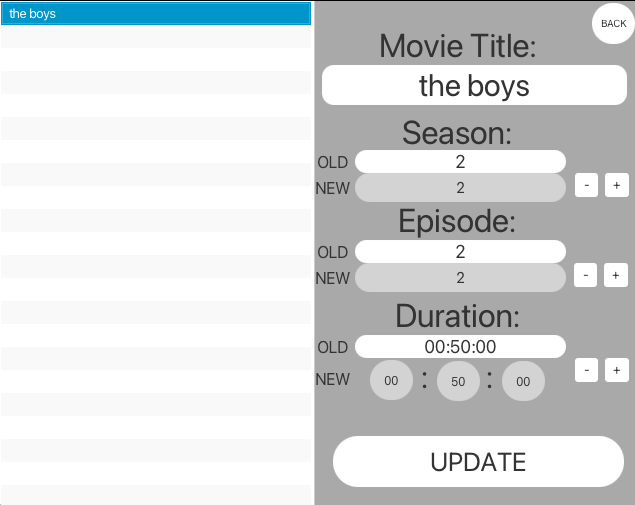 the boys
BACK
Movie Title:
the boys
Season:
OLD 2
NEW 2 - +
Episode:
OLD 2
NEW 2 - +
Duration:
OLD 00:50:00
NEW 00 : 50 : 00 - +
UPDATE